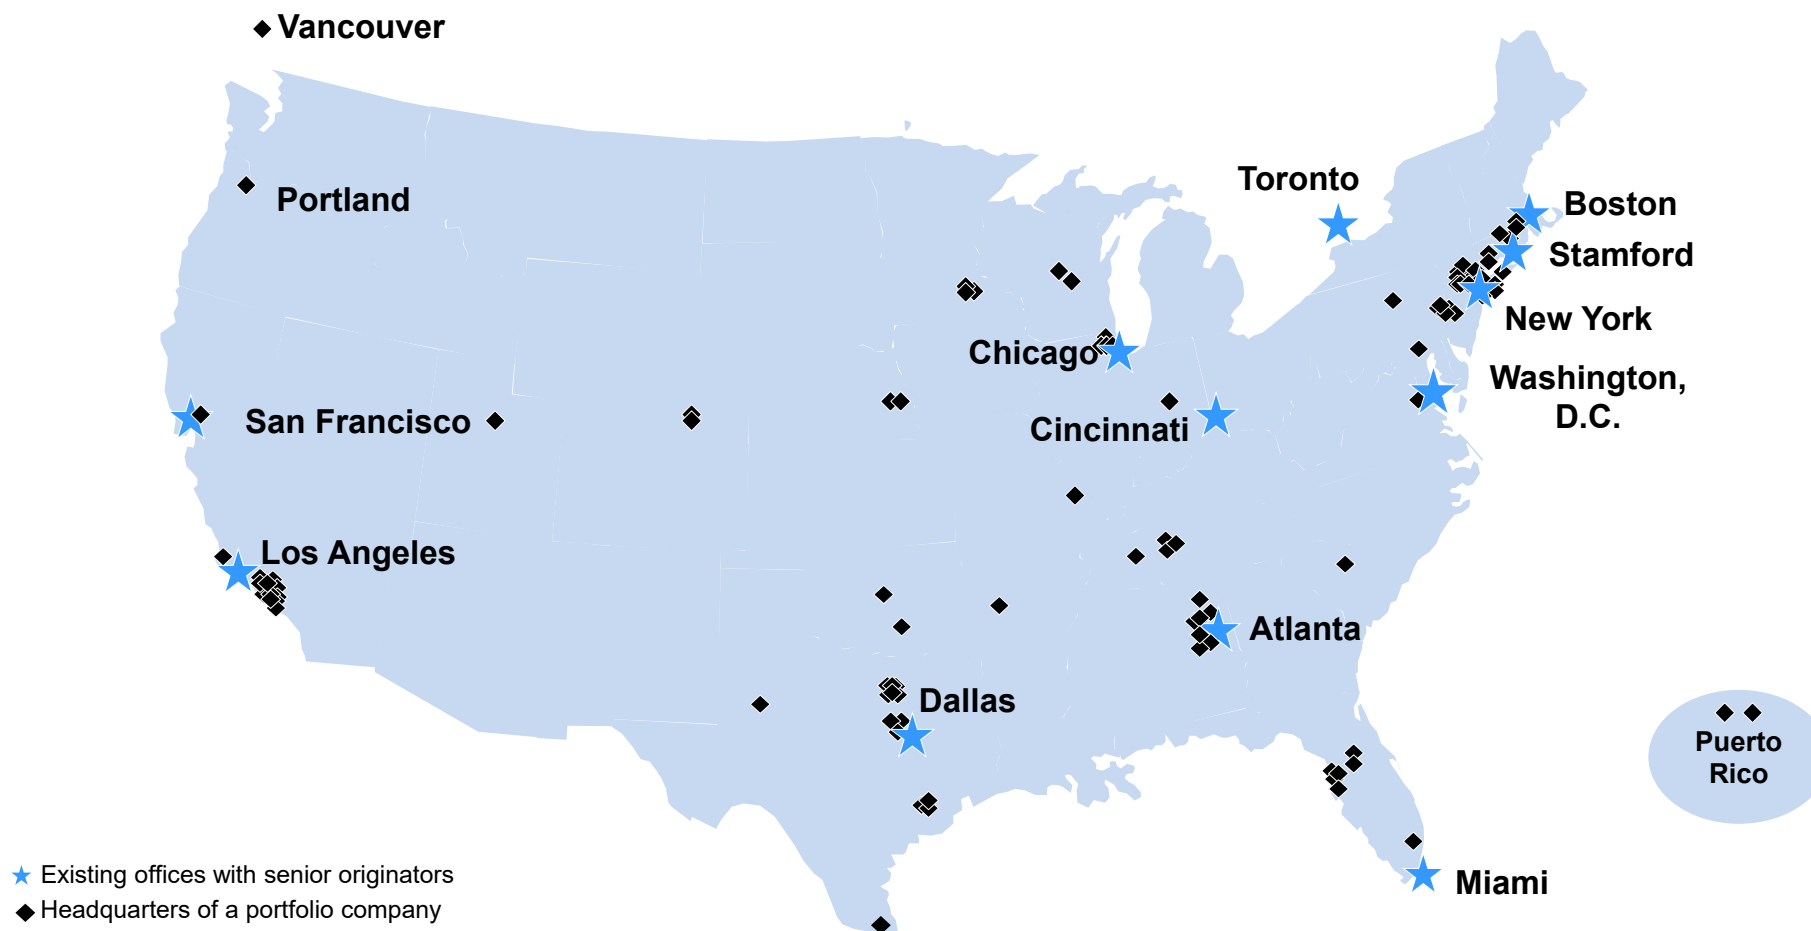 Vancouver
Toronto
Portland
Boston
Stamford
New York
Chicago
Washington,
D.C.
San Francisco
Cincinnati
Los Angeles
Atlanta
Dallas
Puerto
Rico
Miami
Existing offices with senior originators
Headquarters of a portfolio company